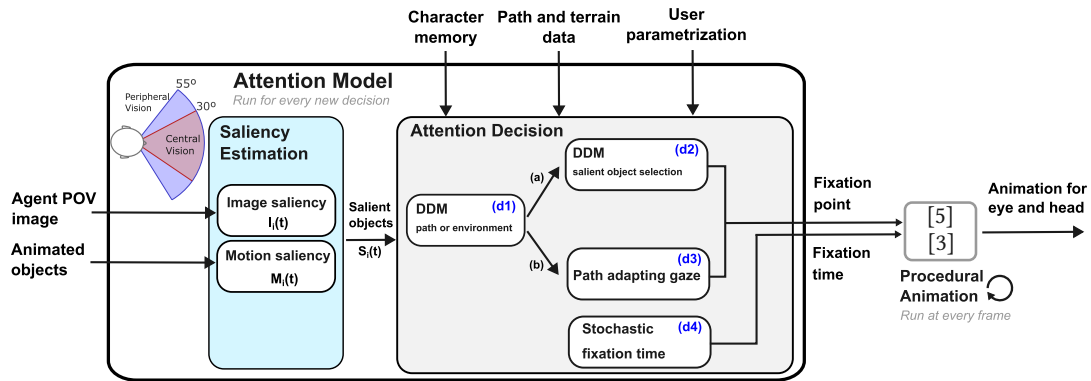 Character
memory
Path and terrain
data
User
parametrization
Attention Model
Run for every new decision
55º
30º
Peripheral
Vision
Central
Vision
Saliency
Estimation
Image saliency
Iᵢ(t)
Motion saliency
Mᵢ(t)
Agent POV
image
Animated
objects
Salient
objects
Sᵢ(t)
Attention Decision
DDM (d1)
path or environment
(a)
(b)
DDM (d2)
salient object selection
(d3)
Path adapting gaze
Stochastic (d4)
fixation time
Fixation
point
Fixation
time
[5]
[3]
Procedural
Animation
Run at every frame
Animation for
eye and head